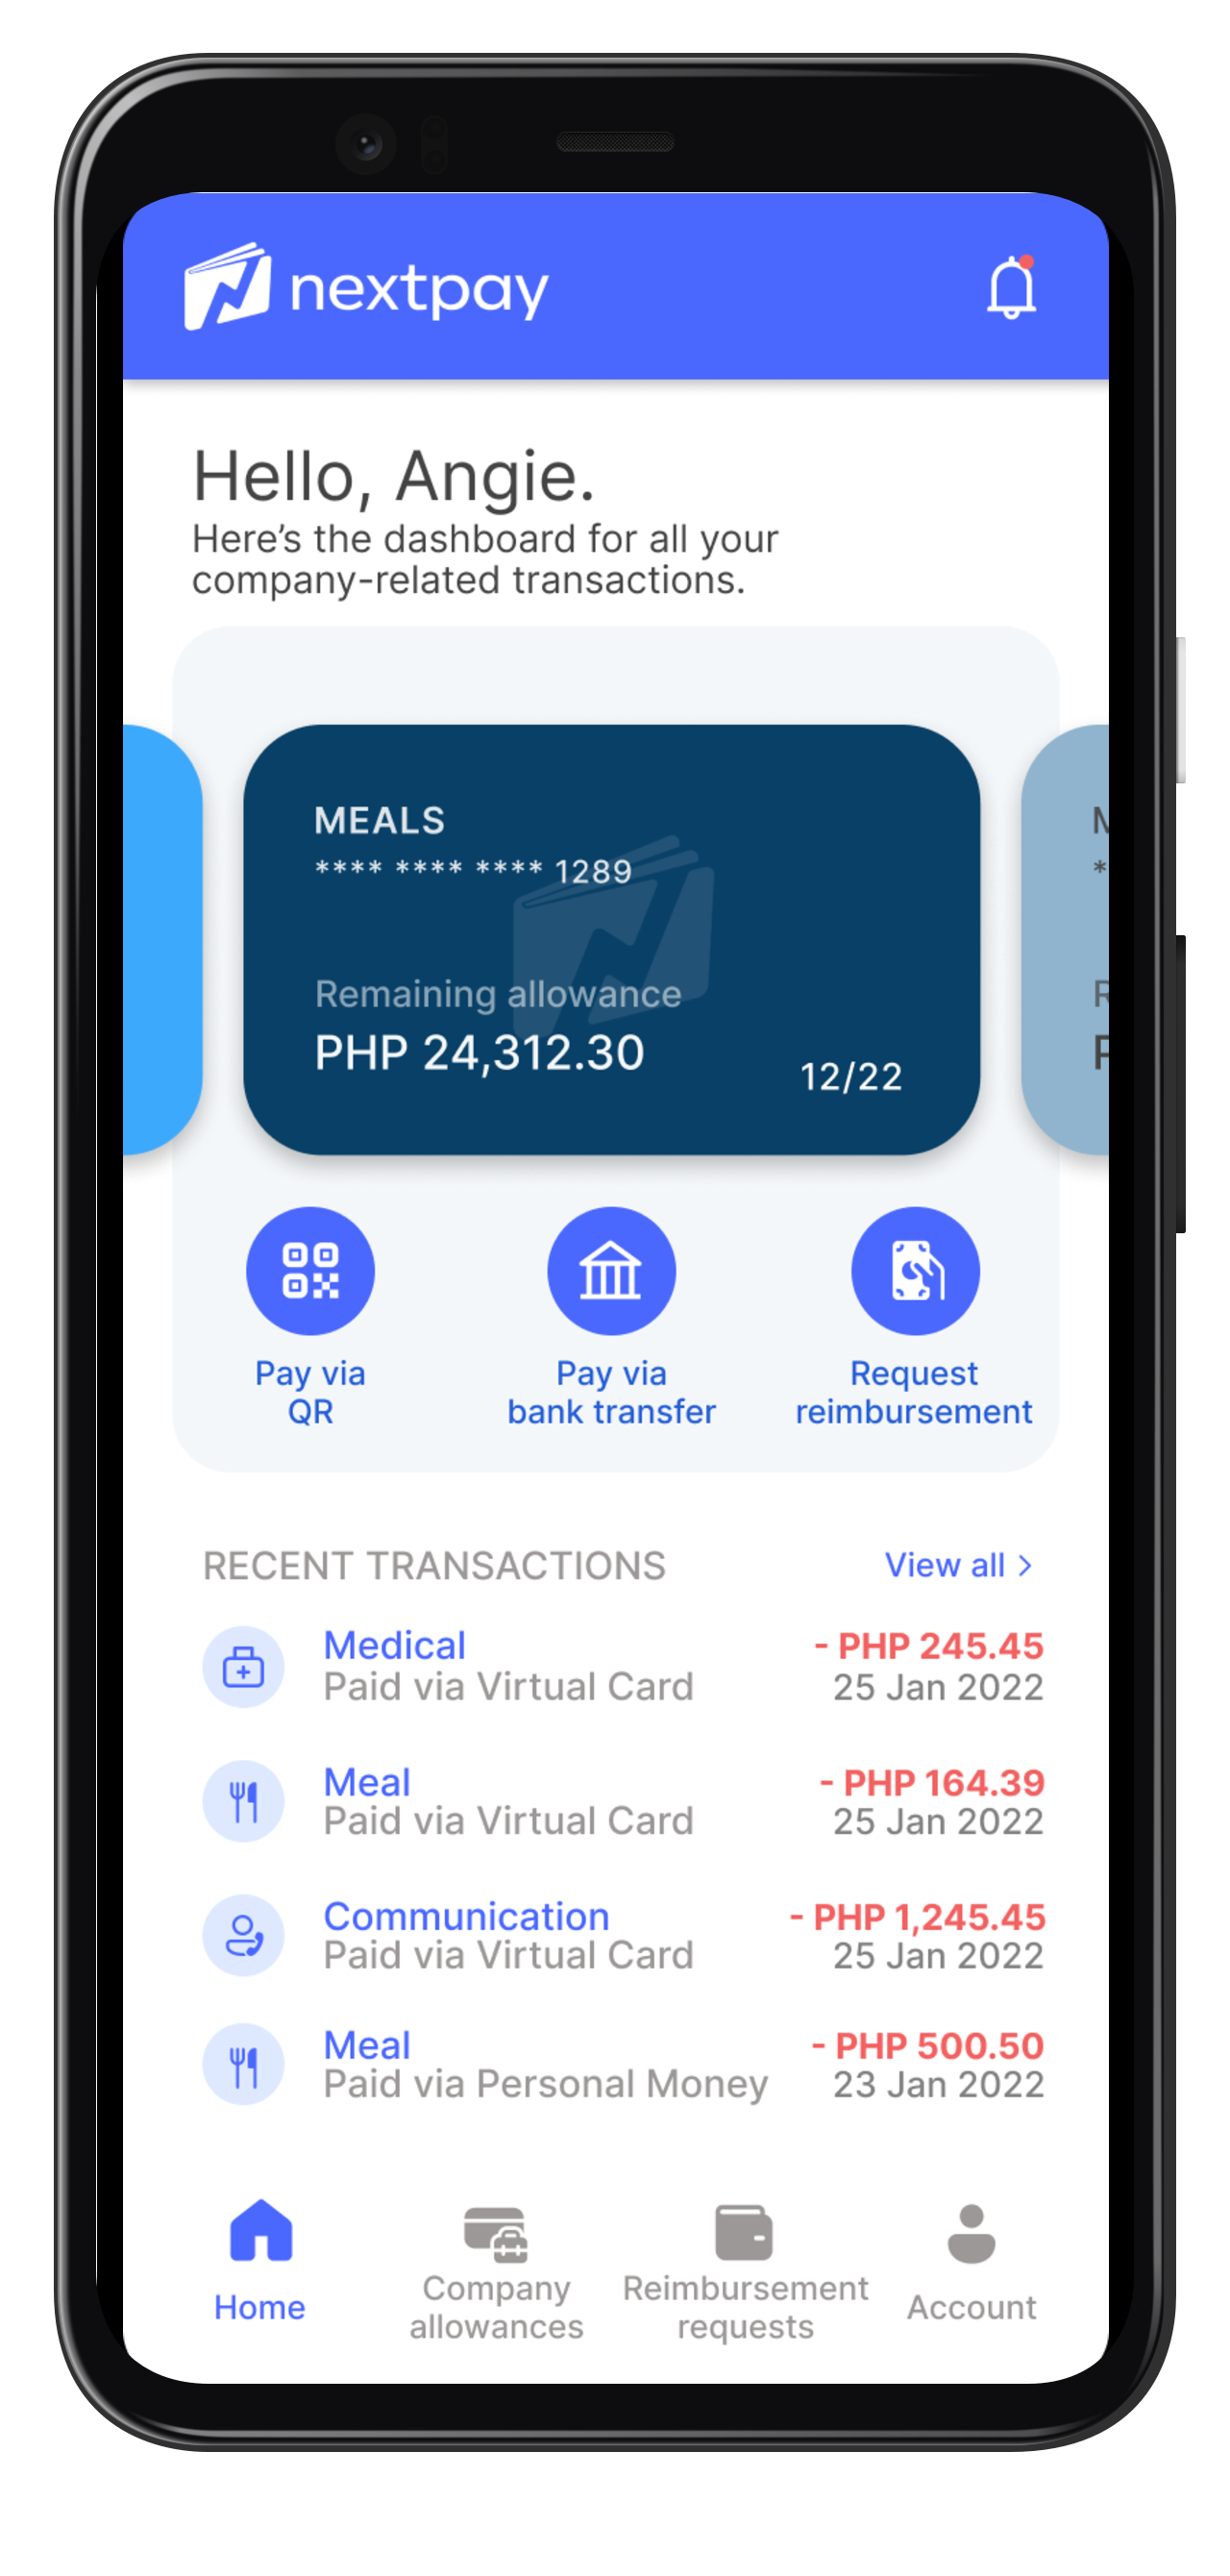 nextpay
Hello, Angie.
Here's the dashboard for all your
company-related transactions.
MEALS
**** **** **** 1289
Remaining allowance
PHP 24,312.30
12/22
Pay via
QR
Pay via
bank transfer
Request
reimbursement
RECENT TRANSACTIONS
View all >
Medical
- PHP 245.45
Paid via Virtual Card
25 Jan 2022
Meal
- PHP 164.39
Paid via Virtual Card
25 Jan 2022
Communication
- PHP 1,245.45
Paid via Virtual Card
25 Jan 2022
Meal
- PHP 500.50
Paid via Personal Money
23 Jan 2022
Home
Company
allowances
Reimbursement
requests
Account